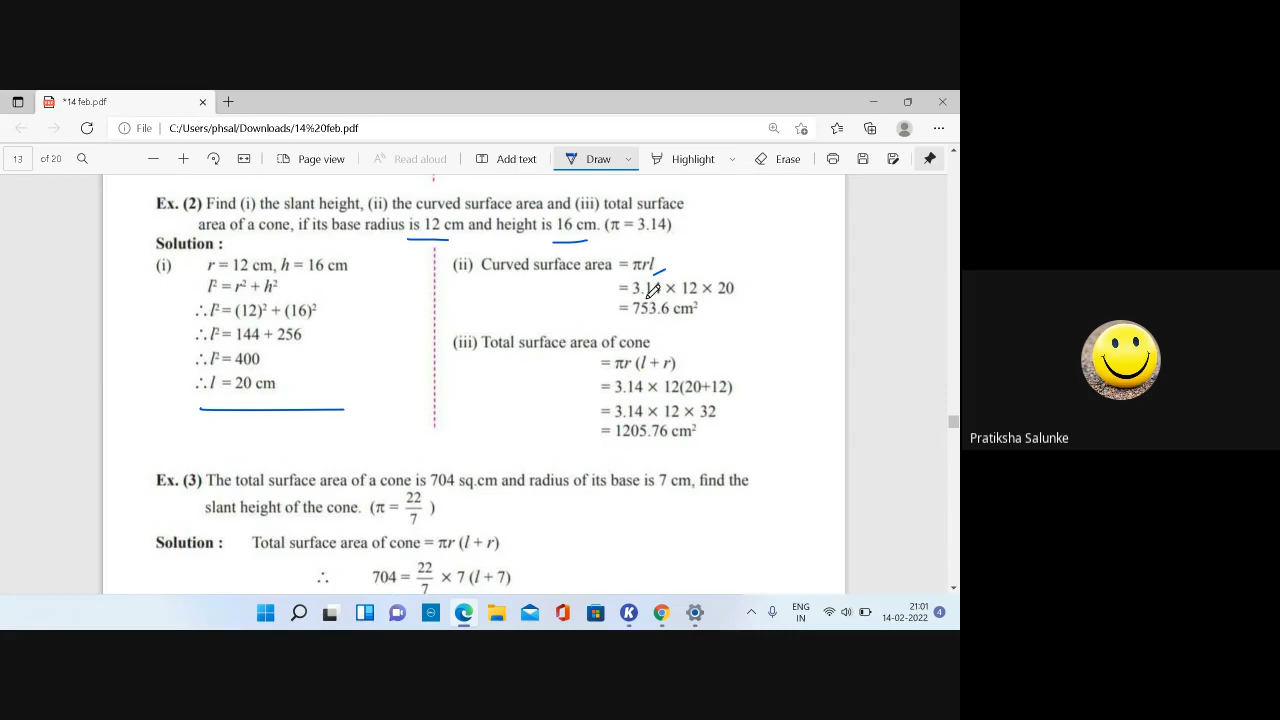 *14 feb.pdf
File
C:/Users/phsal/Downloads/14%20feb.pdf
13 of 20
Page view
Read aloud
Add text
Draw
Highlight
Erase
Ex. (2) Find (i) the slant height, (ii) the curved surface area and (iii) total surface
area of a cone, if its base radius is 12 cm and height is 16 cm. (π = 3.14)
Solution :
(i) r = 12 cm, h = 16 cm
l² = r² + h²
∴ l² = (12)² + (16)²
∴ l² = 144 + 256
∴ l² = 400
∴ l = 20 cm
(ii) Curved surface area = πrl
= 3.14 × 12 × 20
= 753.6 cm²
(iii) Total surface area of cone
= πr (l + r)
= 3.14 × 12(20+12)
= 3.14 × 12 × 32
= 1205.76 cm²
Ex. (3) The total surface area of a cone is 704 sq.cm and radius of its base is 7 cm, find the
slant height of the cone. (π = 22/7 )
Solution : Total surface area of cone = πr (l + r)
∴ 704 = 22/7 × 7 (l + 7)
ENG
IN
21:01
14-02-2022
4
Pratiksha Salunke